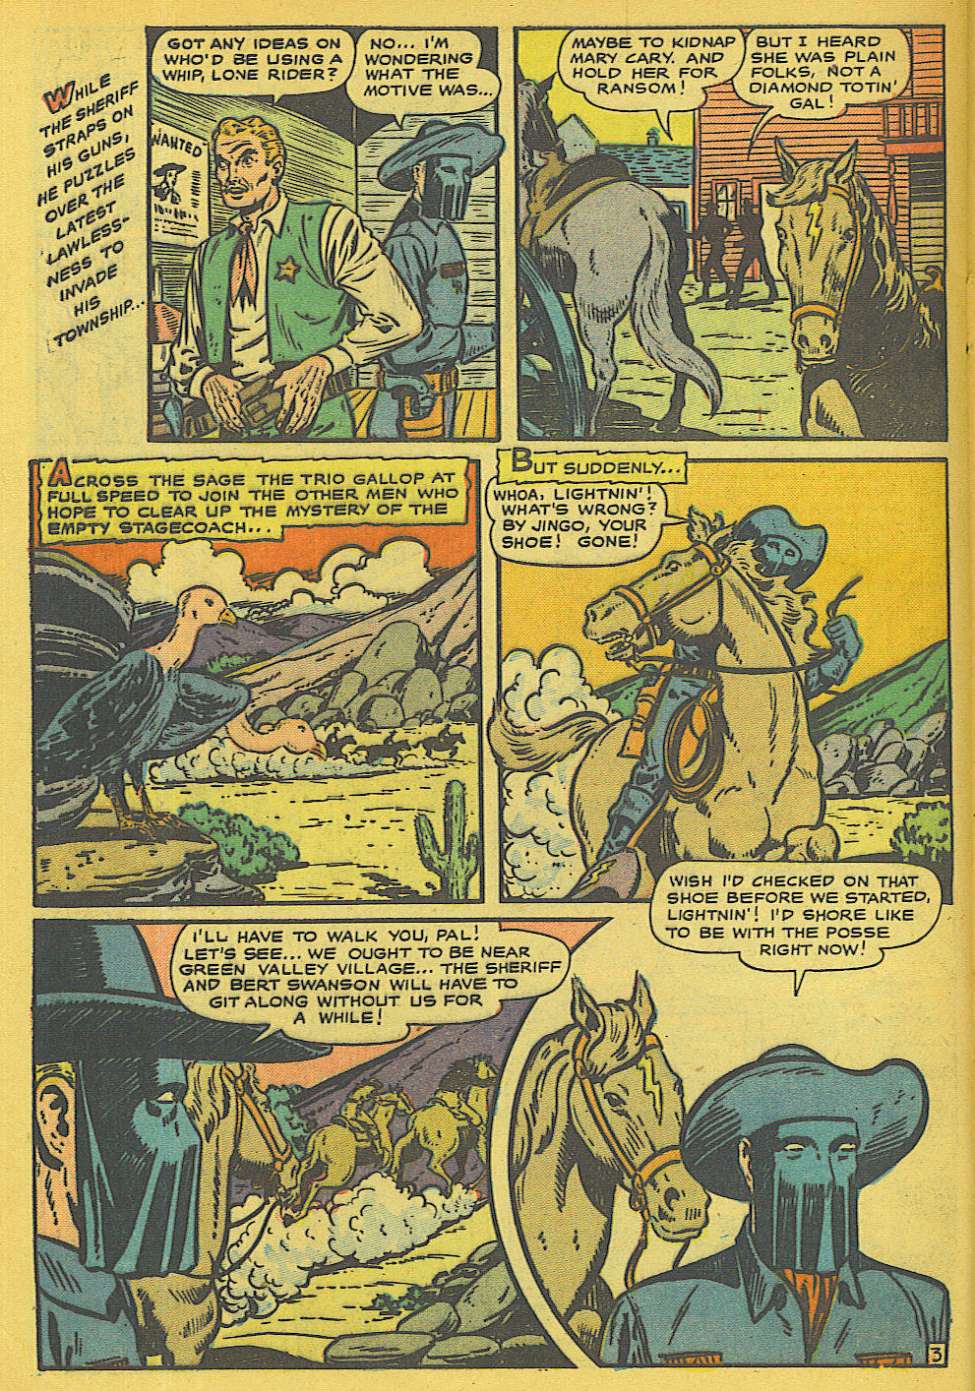 WHILE
THE SHERIFF
STRAPS ON
HIS GUNS,
HE PUZZLES
OVER THE
LATEST
LAWLESS-
NESS TO
INVADE
HIS
TOWNSHIP...
GOT ANY IDEAS ON
WHO'D BE USING A
WHIP, LONE RIDER?
NO... I'M
WONDERING
WHAT THE
MOTIVE WAS...
WANTED
MAYBE TO KIDNAP
MARY CARY. AND
HOLD HER FOR
RANSOM!
BUT I HEARD
SHE WAS PLAIN
FOLKS, NOT A
DIAMOND TOTIN'
GAL!
ACROSS THE SAGE THE TRIO GALLOP AT
FULL SPEED TO JOIN THE OTHER MEN WHO
HOPE TO CLEAR UP THE MYSTERY OF THE
EMPTY STAGECOACH...
BUT SUDDENLY...
WHOA, LIGHTNIN'!
WHAT'S WRONG?
BY JINGO, YOUR
SHOE! GONE!
I'LL HAVE TO WALK YOU, PAL!
LET'S SEE... WE OUGHT TO BE NEAR
GREEN VALLEY VILLAGE... THE SHERIFF
AND BERT SWANSON WILL HAVE TO
GIT ALONG WITHOUT US FOR
A WHILE!
WISH I'D CHECKED ON THAT
SHOE BEFORE WE STARTED,
LIGHTNIN'! I'D SHORE LIKE
TO BE WITH THE POSSE
RIGHT NOW!
3